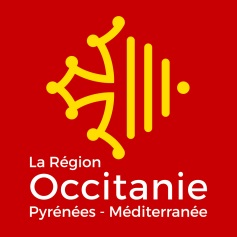 La Région
Occitanie
Pyrénées - Méditerranée